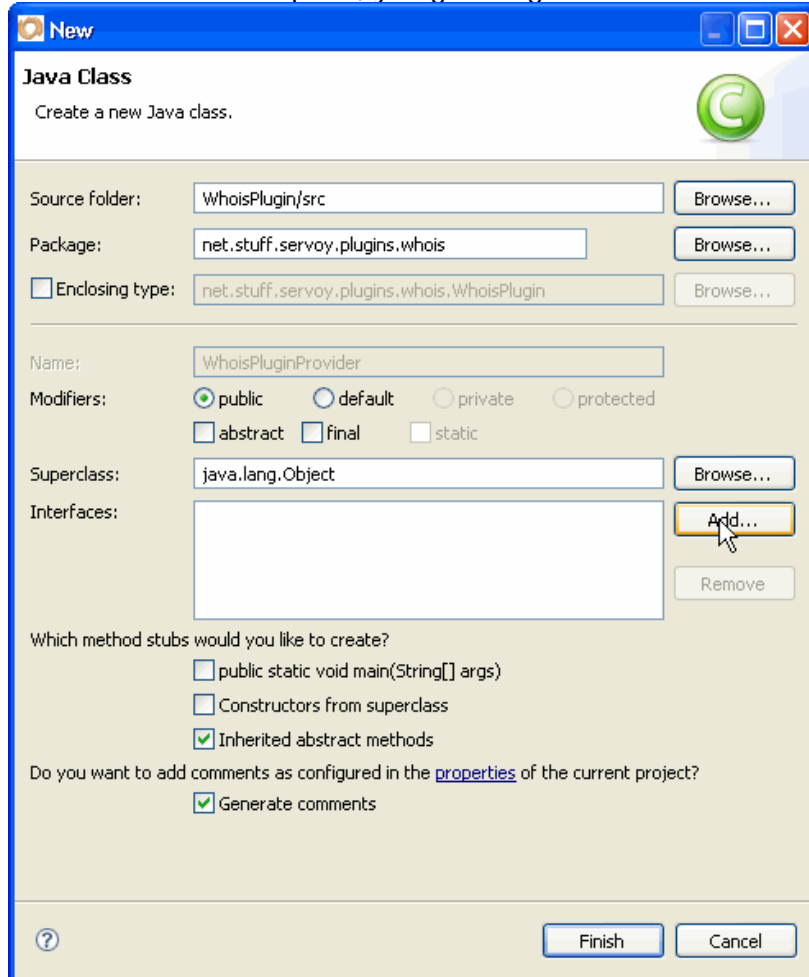 New
Java Class
Create a new Java class.
Source folder: WhoisPlugin/src Browse...
Package: net.stuff.servoy.plugins.whois Browse...
Enclosing type: net.stuff.servoy.plugins.whois.WhoisPlugin Browse...
Name: WhoisPluginProvider
Modifiers: public default private protected
abstract final static
Superclass: java.lang.Object Browse...
Interfaces: Add...
Remove
Which method stubs would you like to create?
public static void main(String[] args)
Constructors from superclass
Inherited abstract methods
Do you want to add comments as configured in the properties of the current project?
Generate comments
Finish Cancel